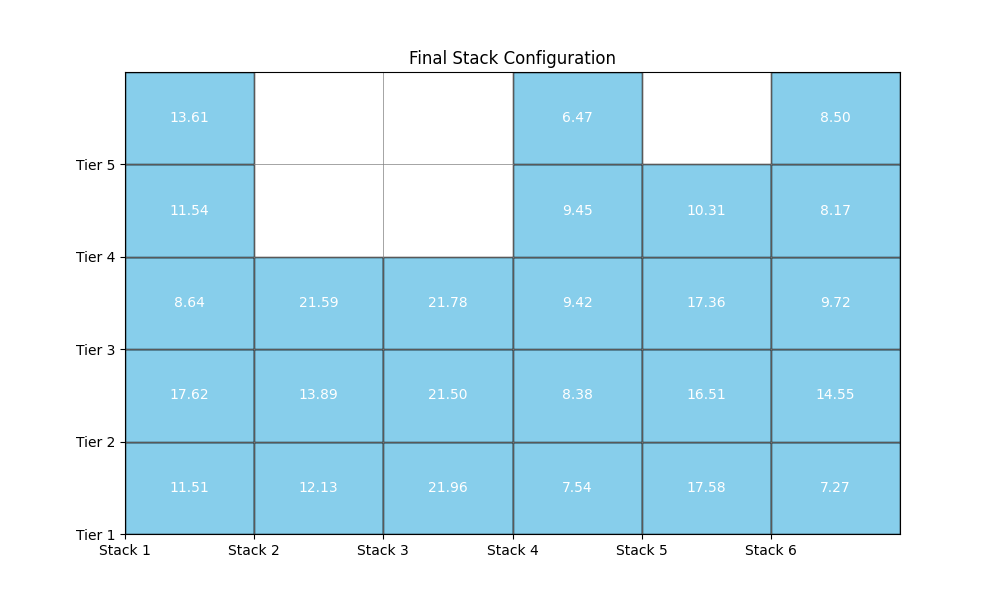 Final Stack Configuration
13.61 6.47 8.50
Tier 5
11.54 9.45 10.31 8.17
Tier 4
8.64 21.59 21.78 9.42 17.36 9.72
Tier 3
17.62 13.89 21.50 8.38 16.51 14.55
Tier 2
11.51 12.13 21.96 7.54 17.58 7.27
Tier 1
Stack 1 Stack 2 Stack 3 Stack 4 Stack 5 Stack 6